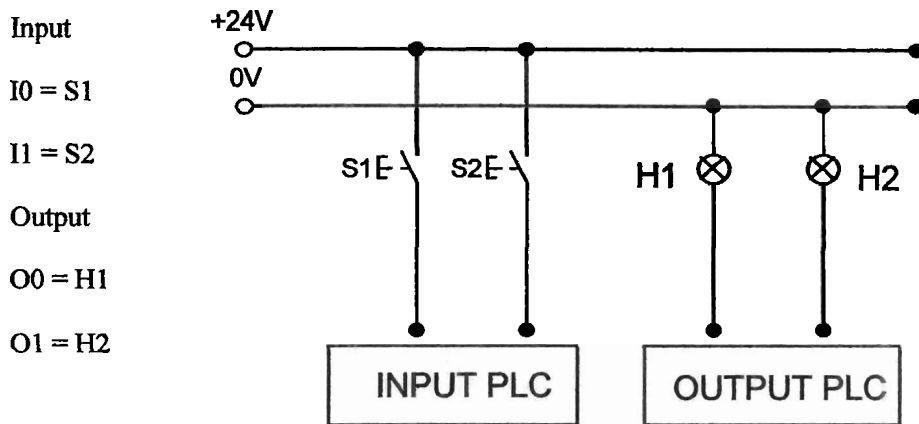 Input
I0 = S1
I1 = S2
Output
O0 = H1
O1 = H2
+24V
0V
S1
S2
H1
H2
INPUT PLC
OUTPUT PLC